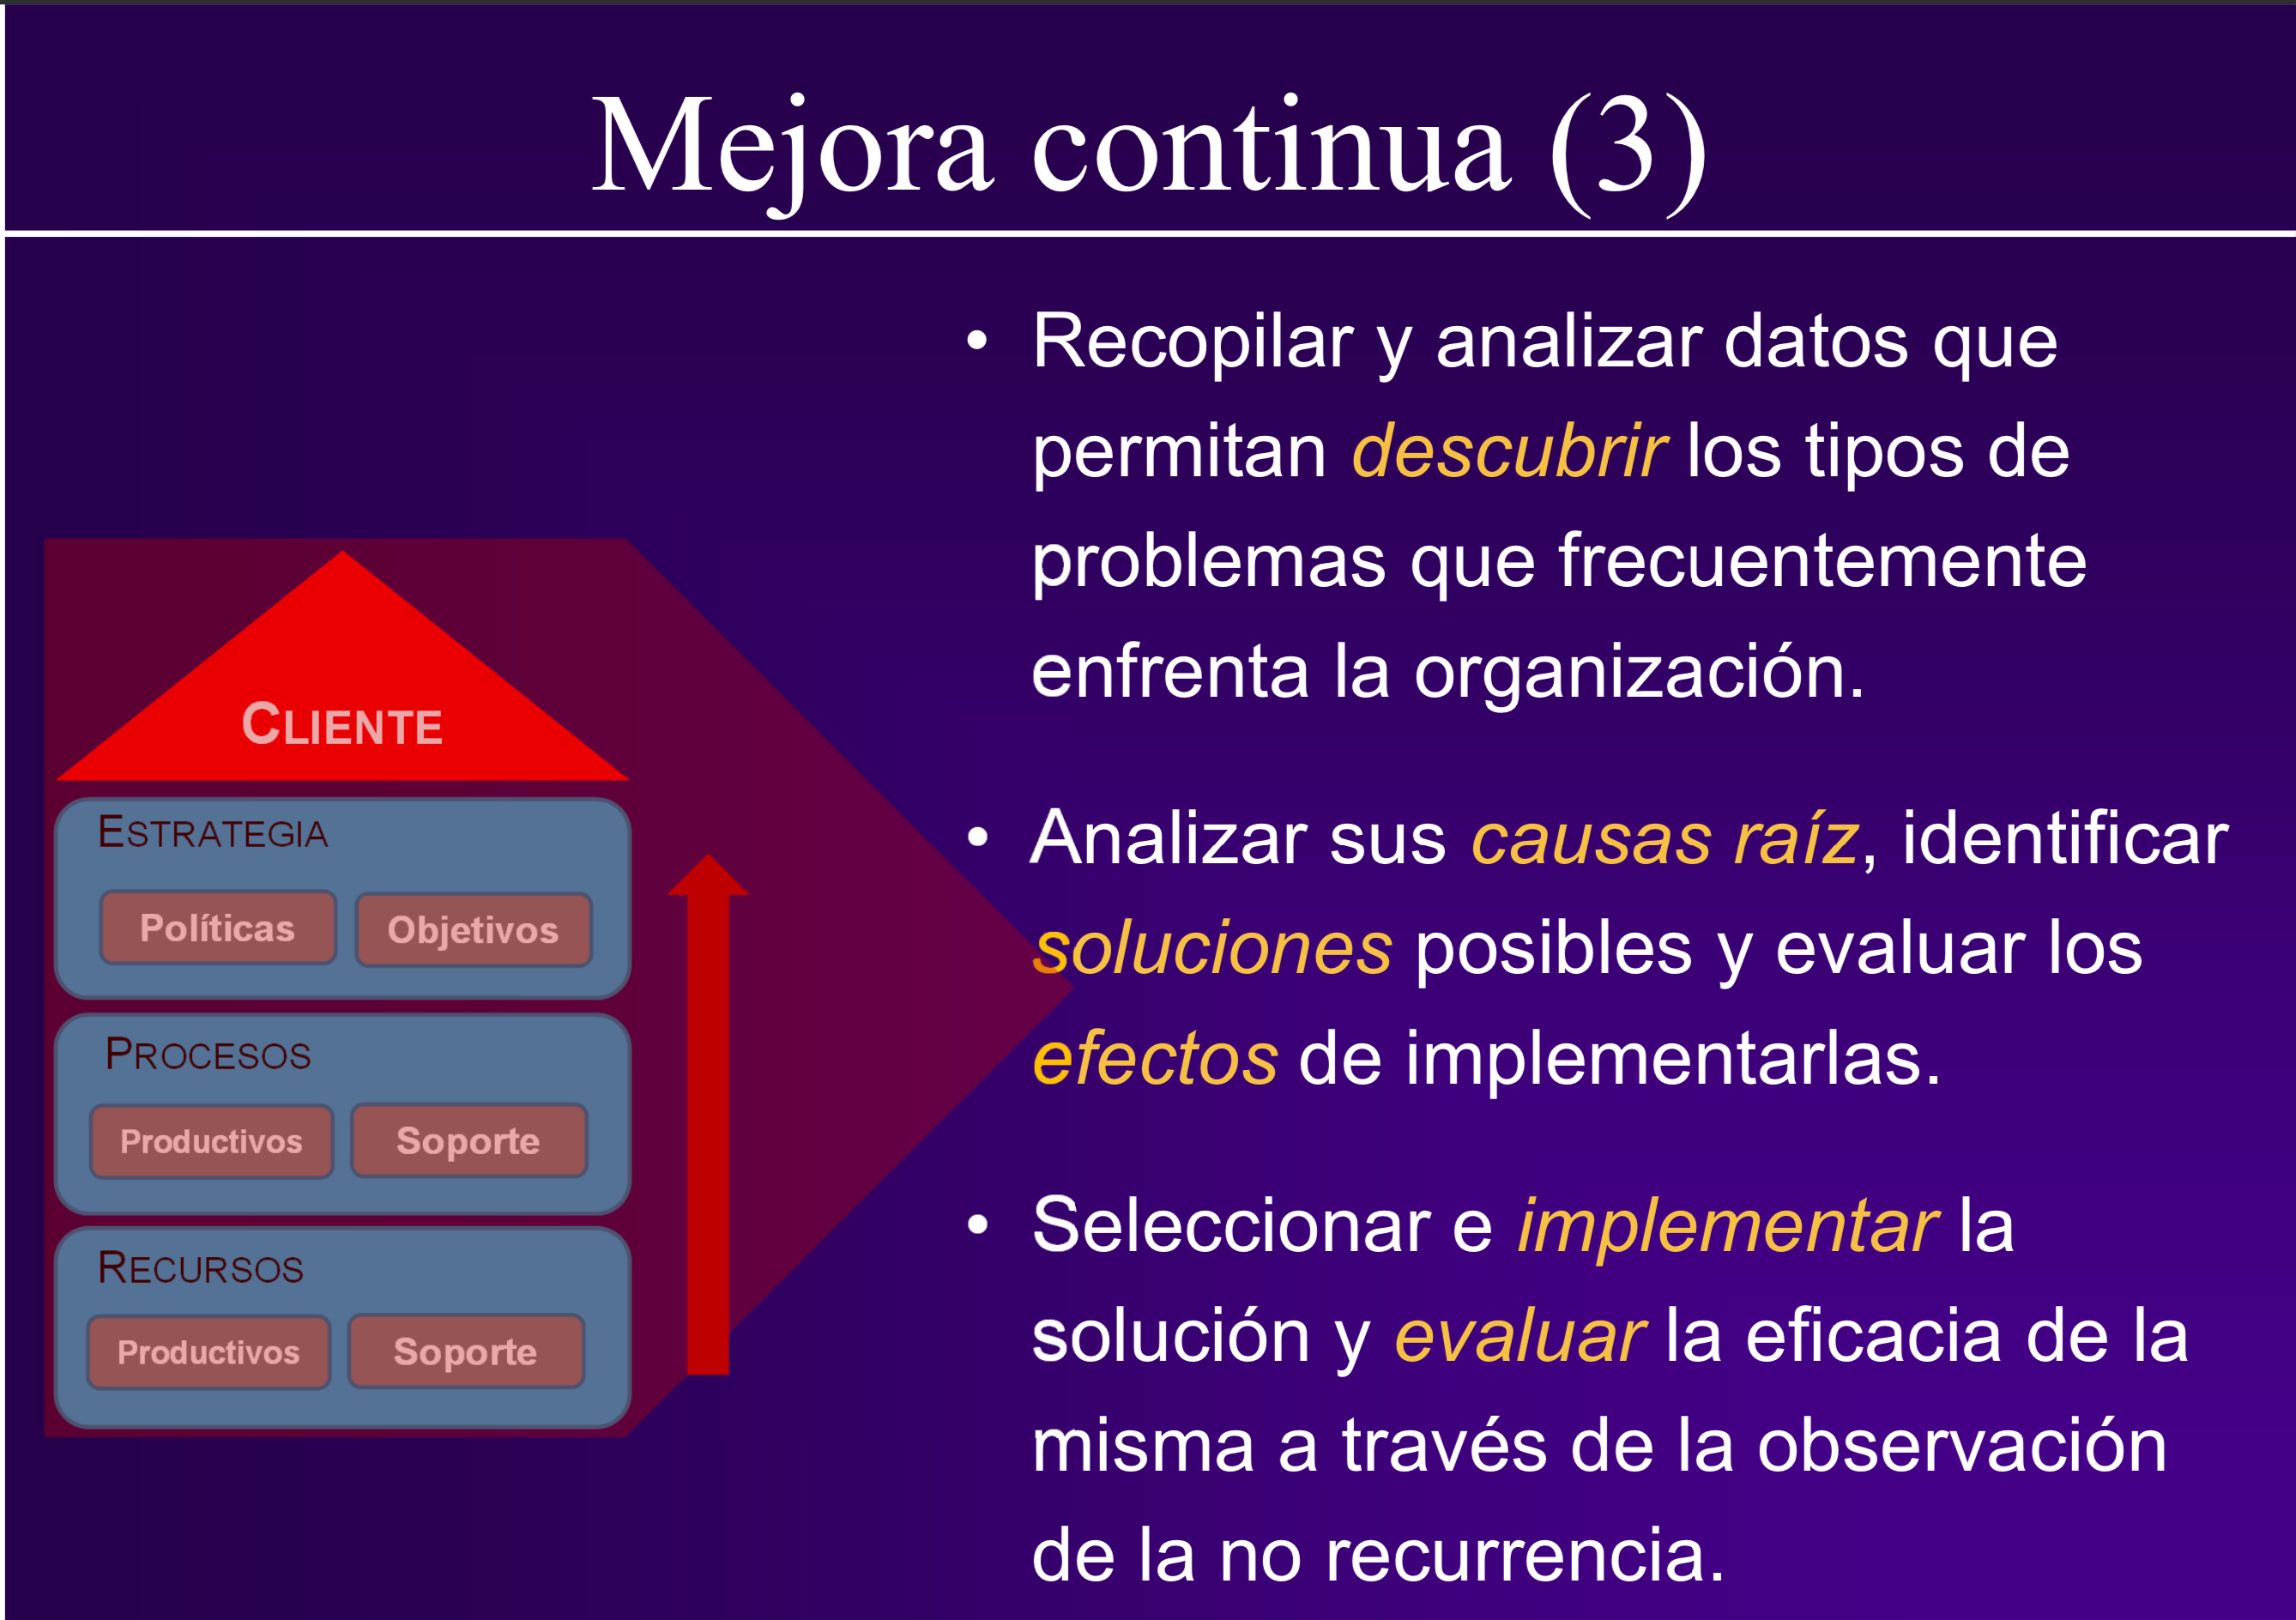 Mejora continua (3)
CLIENTE
ESTRATEGIA
Políticas
Objetivos
PROCESOS
Productivos
Soporte
RECURSOS
Productivos
Soporte
• Recopilar y analizar datos que
permitan descubrir los tipos de
problemas que frecuentemente
enfrenta la organización.
• Analizar sus causas raíz, identificar
soluciones posibles y evaluar los
efectos de implementarlas.
• Seleccionar e implementar la
solución y evaluar la eficacia de la
misma a través de la observación
de la no recurrencia.